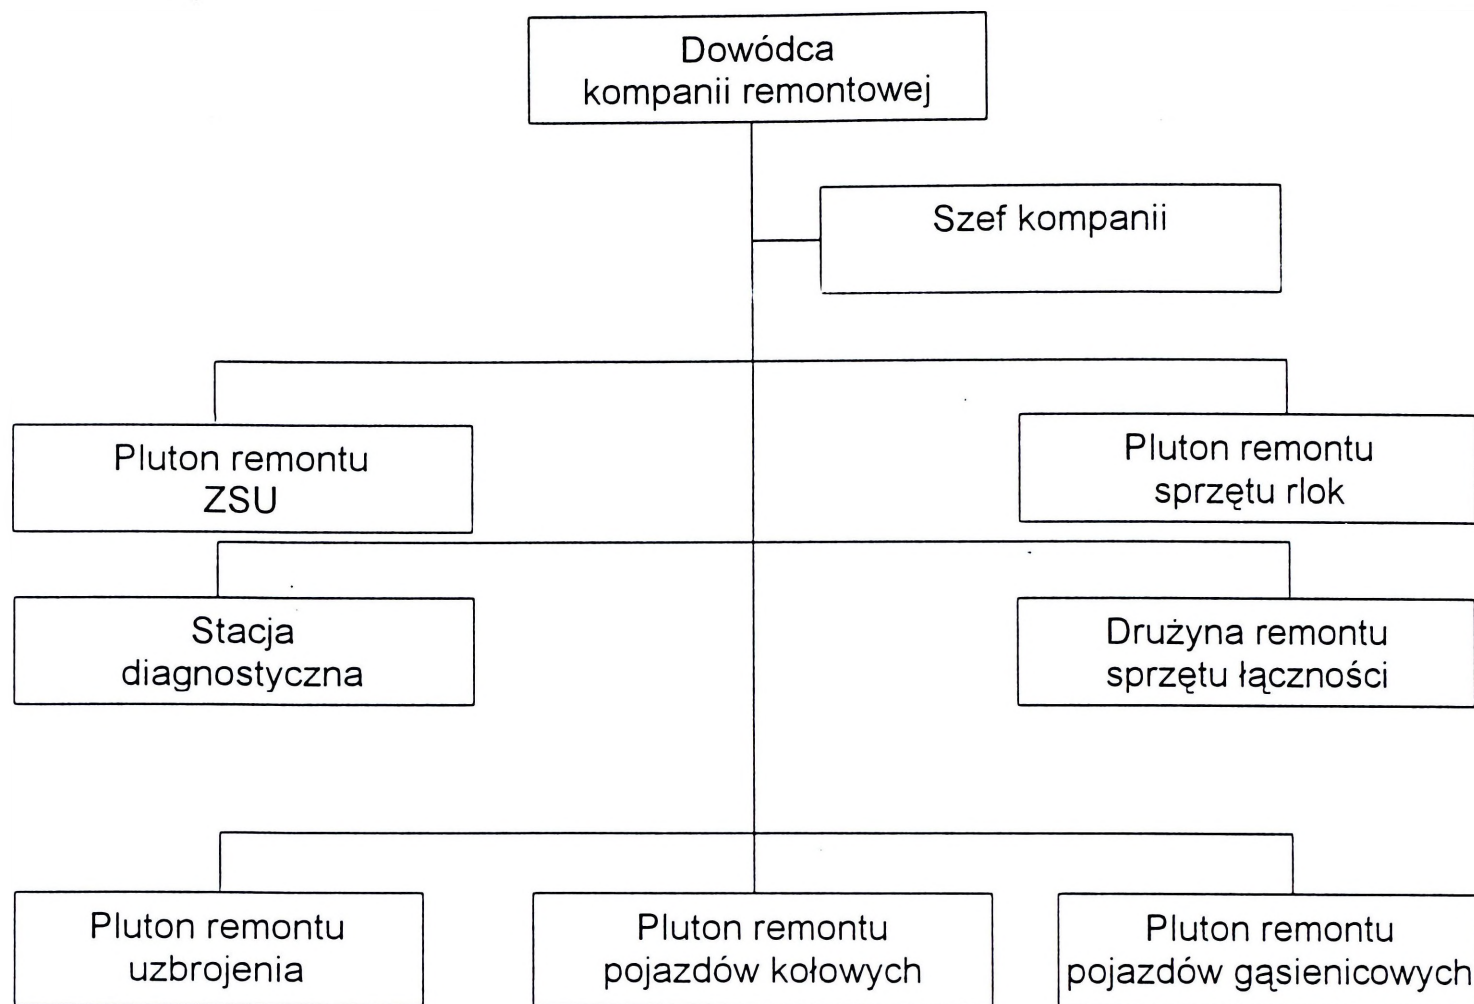 Dowódca
kompanii remontowej
Szef kompanii
Pluton remontu
ZSU
Pluton remontu
sprzętu rlok
Stacja
diagnostyczna
Drużyna remontu
sprzętu łączności
Pluton remontu
uzbrojenia
Pluton remontu
pojazdów kołowych
Pluton remontu
pojazdów gąsienicowych